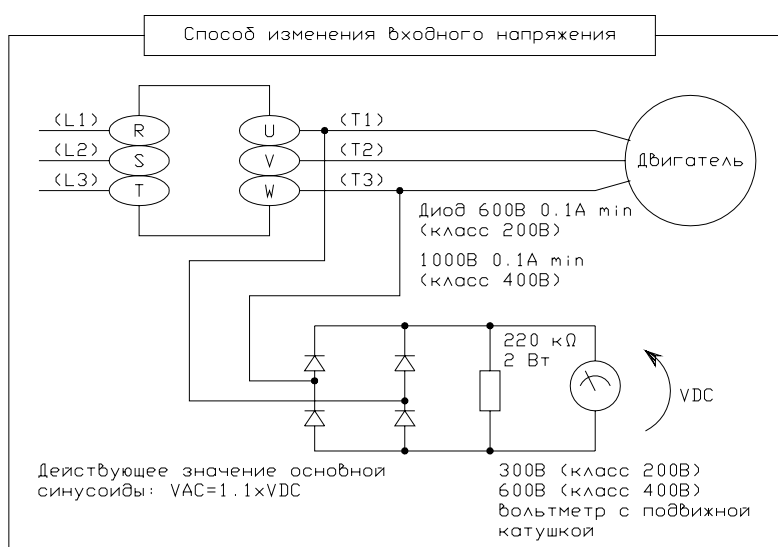 Способ изменения входного напряжения
(L1)
R
U
(T1)
(L2)
S
V
(T2)
Двигатель
(L3)
T
W
(T3)
Диод 600В 0.1А min
(класс 200В)
1000В 0.1А min
(класс 400В)
220 кΩ
2 Вт
VDC
Действующее значение основной
синусоиды: VAC=1.1xVDC
300В (класс 200В)
600В (класс 400В)
вольтметр с подвижной
катушкой